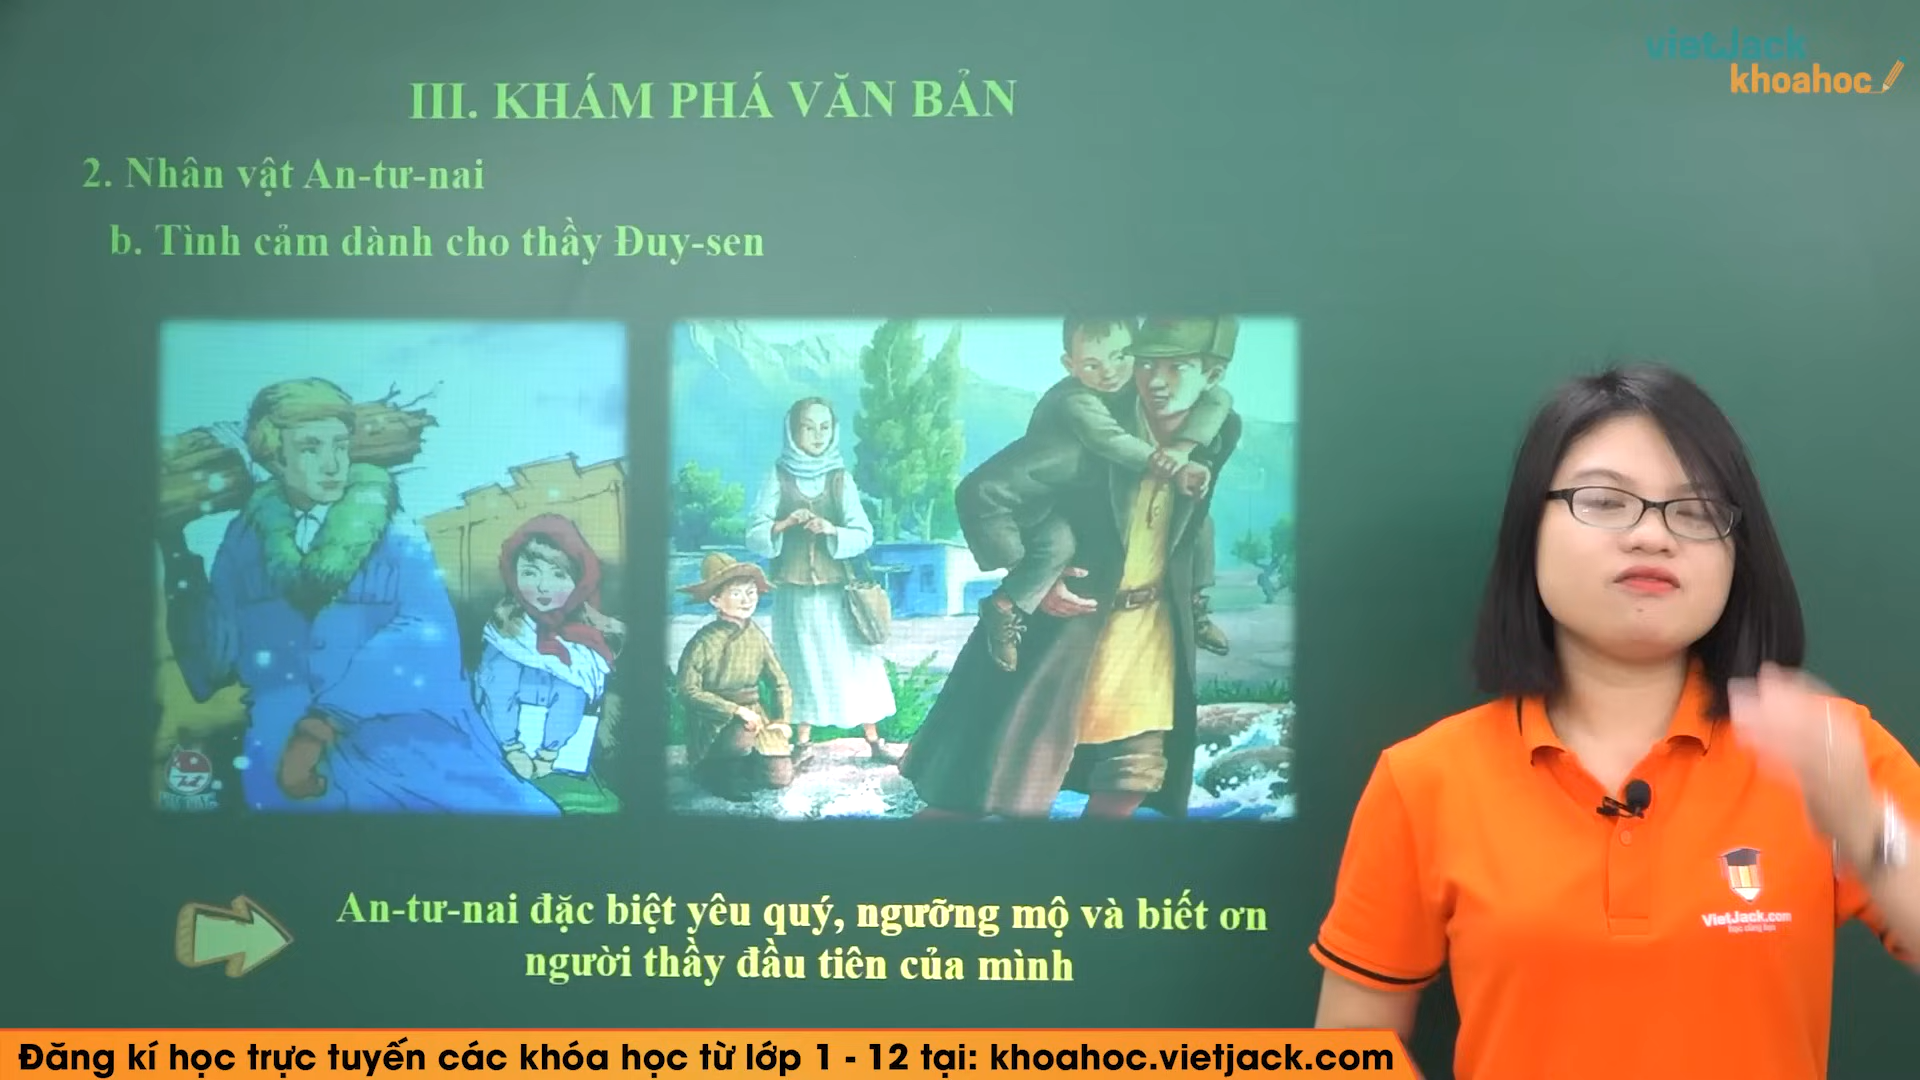 vietJack
khoahoc
III. KHÁM PHÁ VĂN BẢN
2. Nhân vật An-tư-nai
b. Tình cảm dành cho thầy Đuy-sen
An-tư-nai đặc biệt yêu quý, ngưỡng mộ và biết ơn
người thầy đầu tiên của mình
VietJack.com
Đăng kí học trực tuyến các khóa học từ lớp 1 - 12 tại: khoahoc.vietjack.com